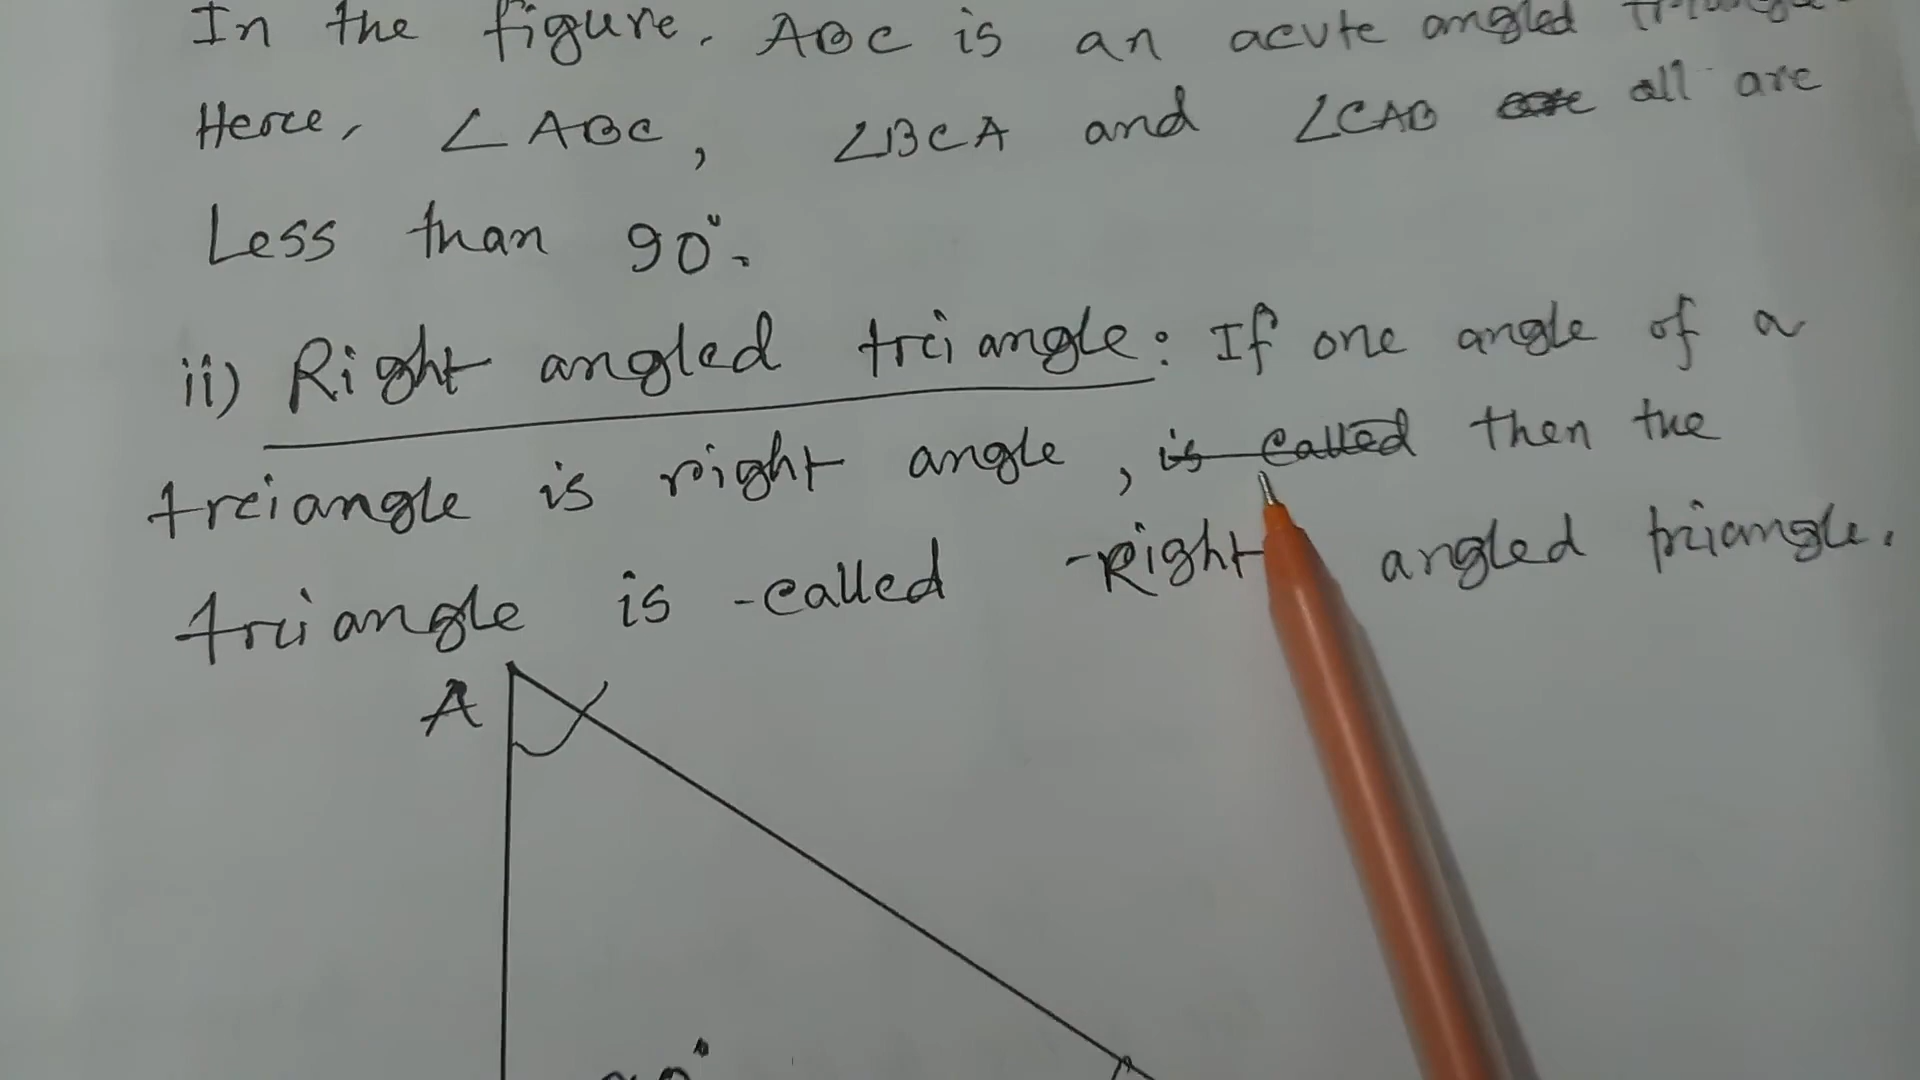 In the figure. ABC is an acute angled
Here, ∠ABC, ∠BCA and ∠CAB all are
Less than 90°.
ii) Right angled triangle: If one angle of a
treiangle is right angle, is called then the
triangle is called Right angled triangle.
A